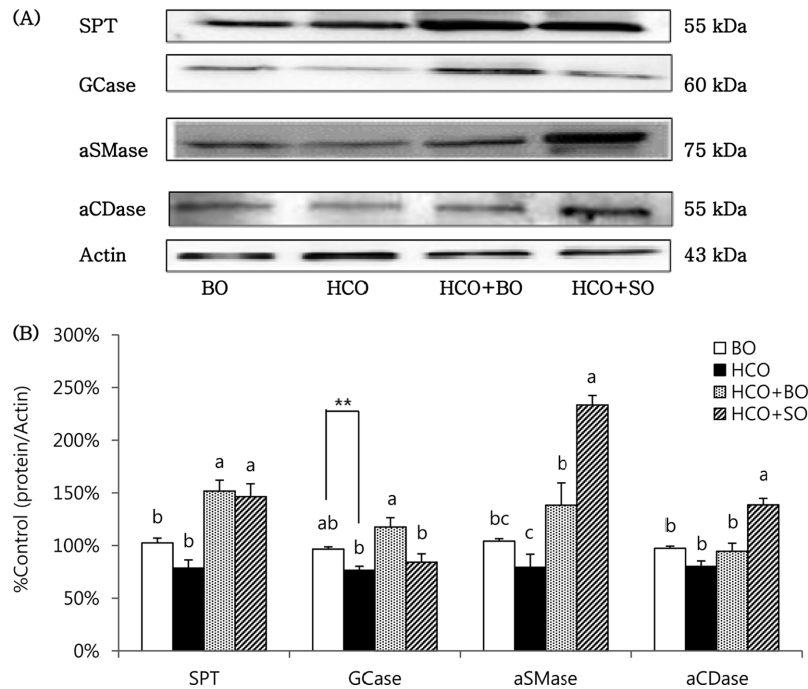 (A)
SPT 55 kDa
GCase 60 kDa
aSMase 75 kDa
aCDase 55 kDa
Actin 43 kDa
BO HCO HCO+BO HCO+SO
(B)
%Control (protein/Actin)
300%
250%
200%
150%
100%
50%
0%
BO
HCO
HCO+BO
HCO+SO
b b a a
** ab b a b
bc c b a
b b b a
SPT GCase aSMase aCDase